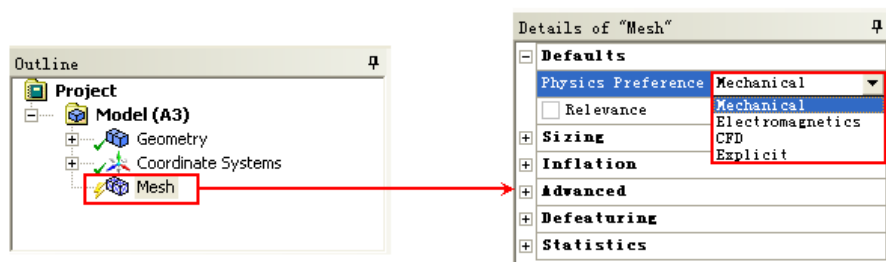 Outline
Project
Model (A3)
Geometry
Coordinate Systems
Mesh
Details of "Mesh"
Defaults
Physics Preference Mechanical
Relevance
Mechanical
Electromagnetics
CFD
Explicit
Sizing
Inflation
Advanced
Defeaturing
Statistics